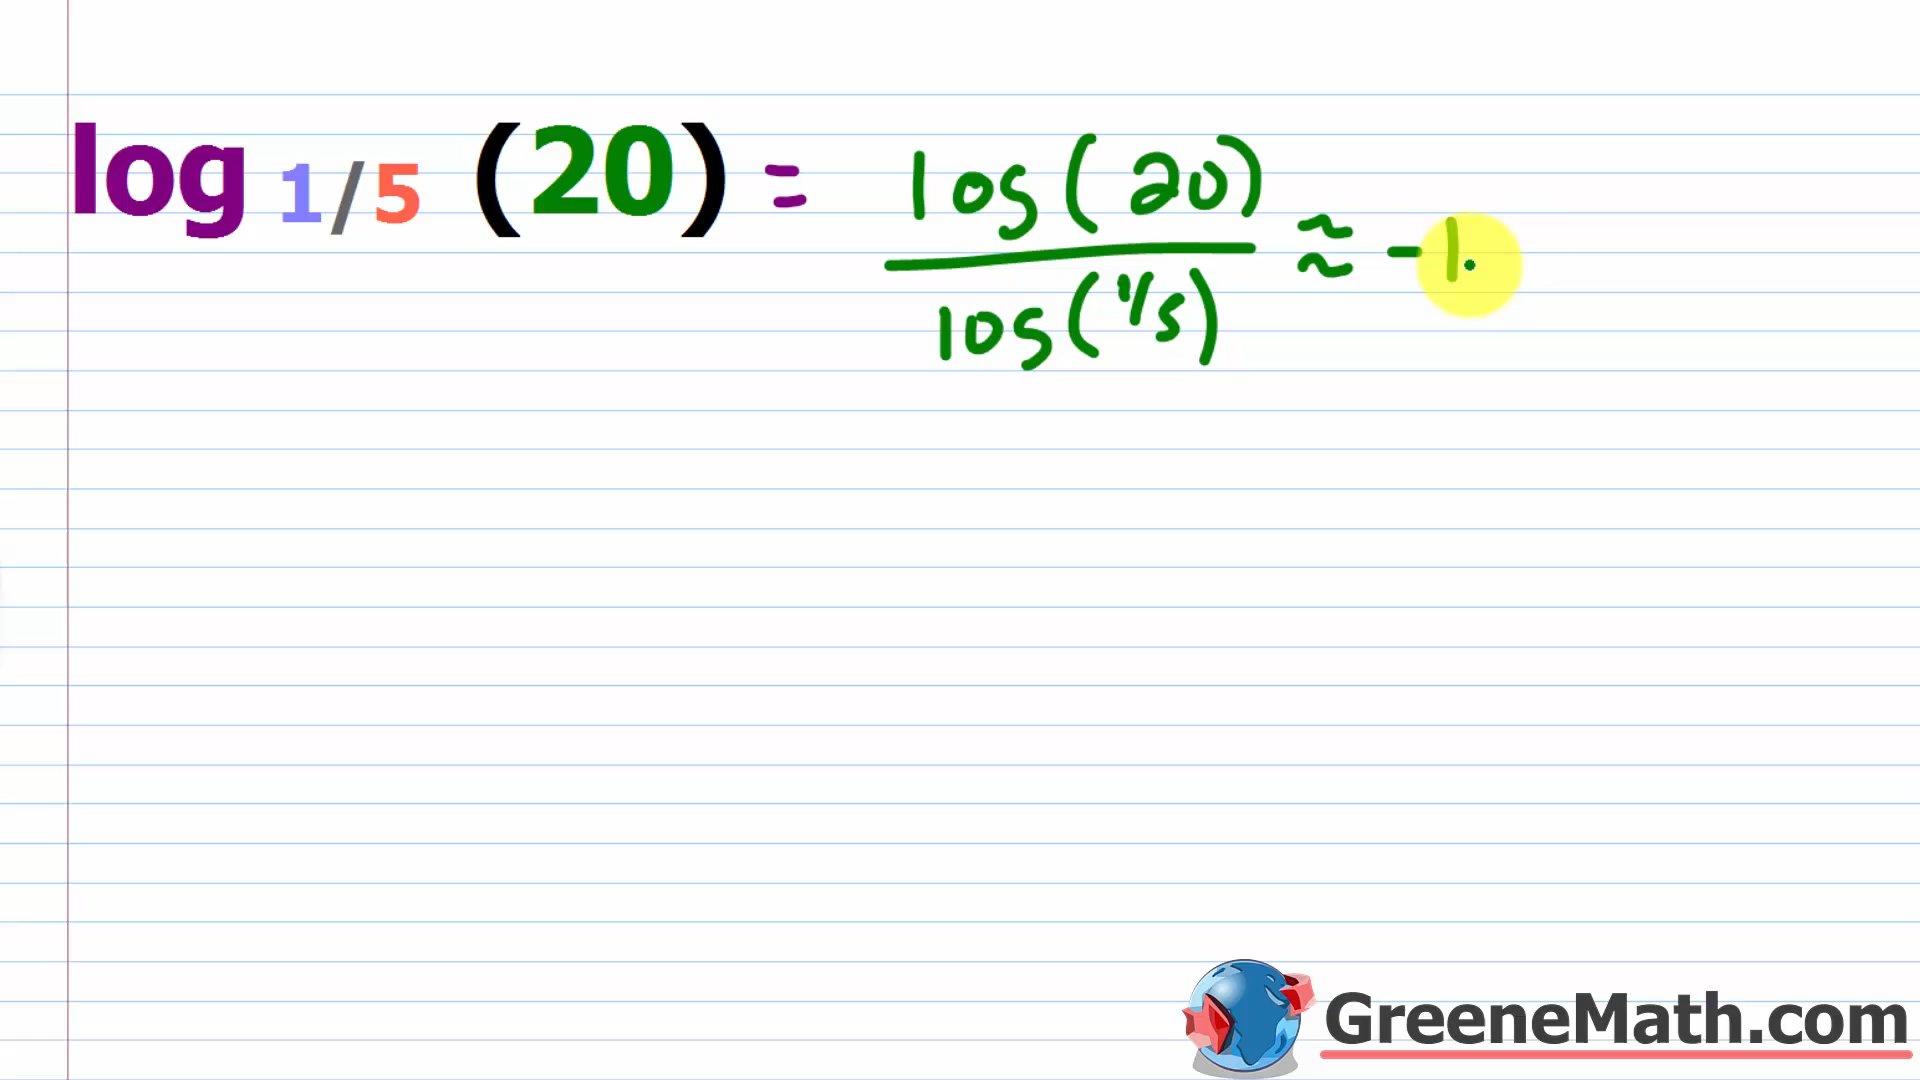 log 1/5 (20) = log(20) / log(1/5) ≈ -1.
GreeneMath.com